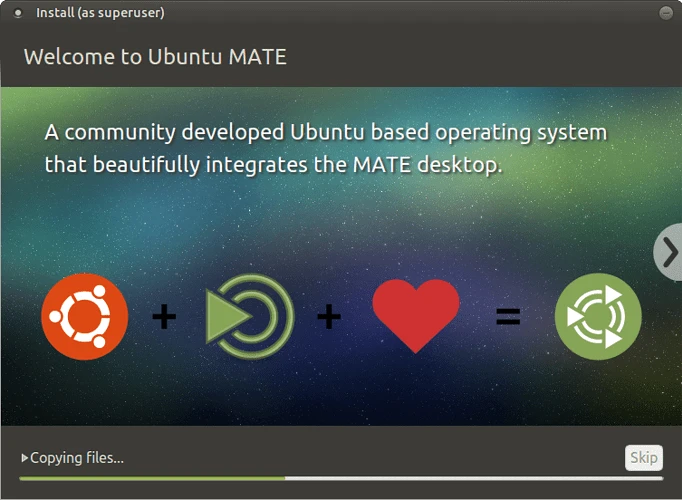 Install (as superuser)
Welcome to Ubuntu MATE
A community developed Ubuntu based operating system
that beautifully integrates the MATE desktop.
+ + =
Copying files...
Skip